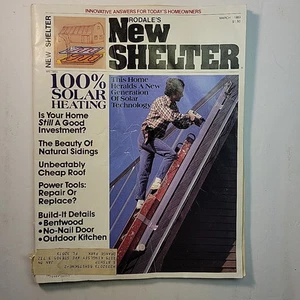 INNOVATIVE ANSWERS FOR TODAY'S HOMEOWNERS
NEW SHELTER
RODALE'S
New
SHELTER
100%
SOLAR
HEATING
This Home
Heralds A New
Generation
Of Solar
Technology
Is Your Home
Still A Good
Investment?
The Beauty Of
Natural Sidings
Unbeatably
Cheap Roof
Power Tools:
Repair Or
Replace?
Build-It Details
• Bentwood
• No-Nail Door
• Outdoor Kitchen